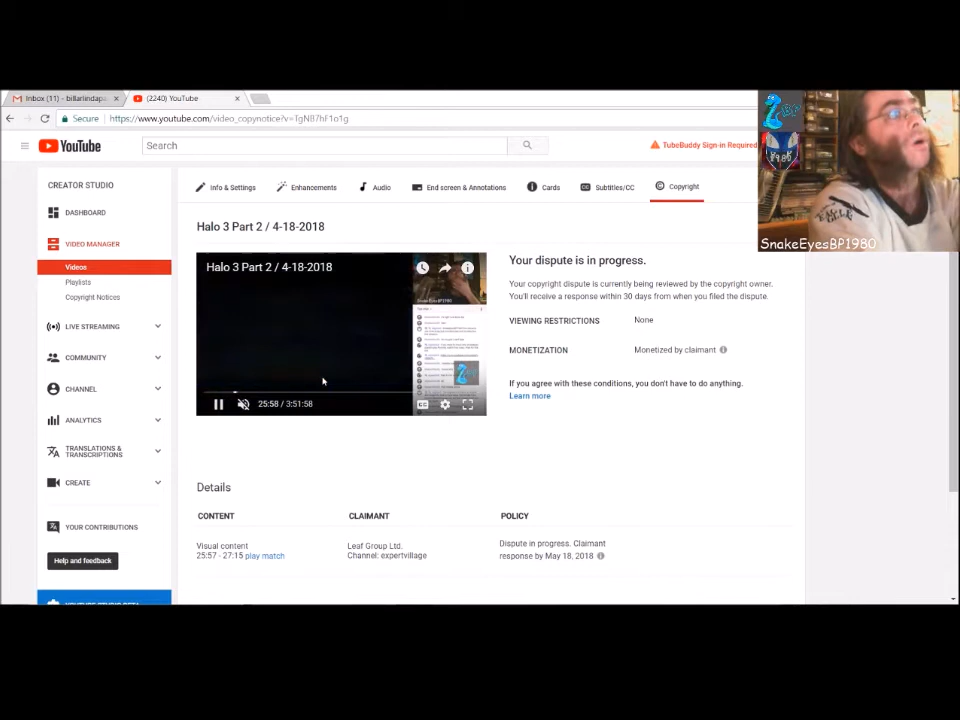 Inbox (11) - billarlindapa
(2240) YouTube
Secure
https://www.youtube.com/video_copynotice?v=TgNB7hF1o1g
YouTube
Search
TubeBuddy Sign-in Required
BP
SnakeEyesBP1980
CREATOR STUDIO
DASHBOARD
VIDEO MANAGER
Videos
Playlists
Copyright Notices
LIVE STREAMING
COMMUNITY
CHANNEL
ANALYTICS
TRANSLATIONS &
TRANSCRIPTIONS
CREATE
YOUR CONTRIBUTIONS
Help and feedback
Info & Settings
Enhancements
Audio
End screen & Annotations
Cards
Subtitles/CC
Copyright
Halo 3 Part 2 / 4-18-2018
Halo 3 Part 2 / 4-18-2018
25:58 / 3:51:58
CC
Your dispute is in progress.
Your copyright dispute is currently being reviewed by the copyright owner.
You'll receive a response within 30 days from when you filed the dispute.
VIEWING RESTRICTIONS
None
MONETIZATION
Monetized by claimant
If you agree with these conditions, you don't have to do anything.
Learn more
Details
CONTENT
CLAIMANT
POLICY
Visual content
25:57 - 27:15 play match
Leaf Group Ltd.
Channel: expertvillage
Dispute in progress. Claimant
response by May 18, 2018